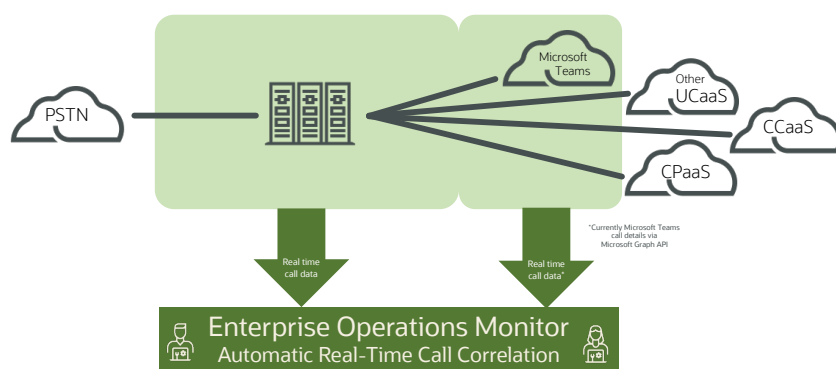 Microsoft
Teams
Other
UCaaS
PSTN
CCaaS
CPaaS
*Currently Microsoft Teams
call details via
Microsoft Graph API
Real time
call data
Real time
call data*
Enterprise Operations Monitor
Automatic Real-Time Call Correlation